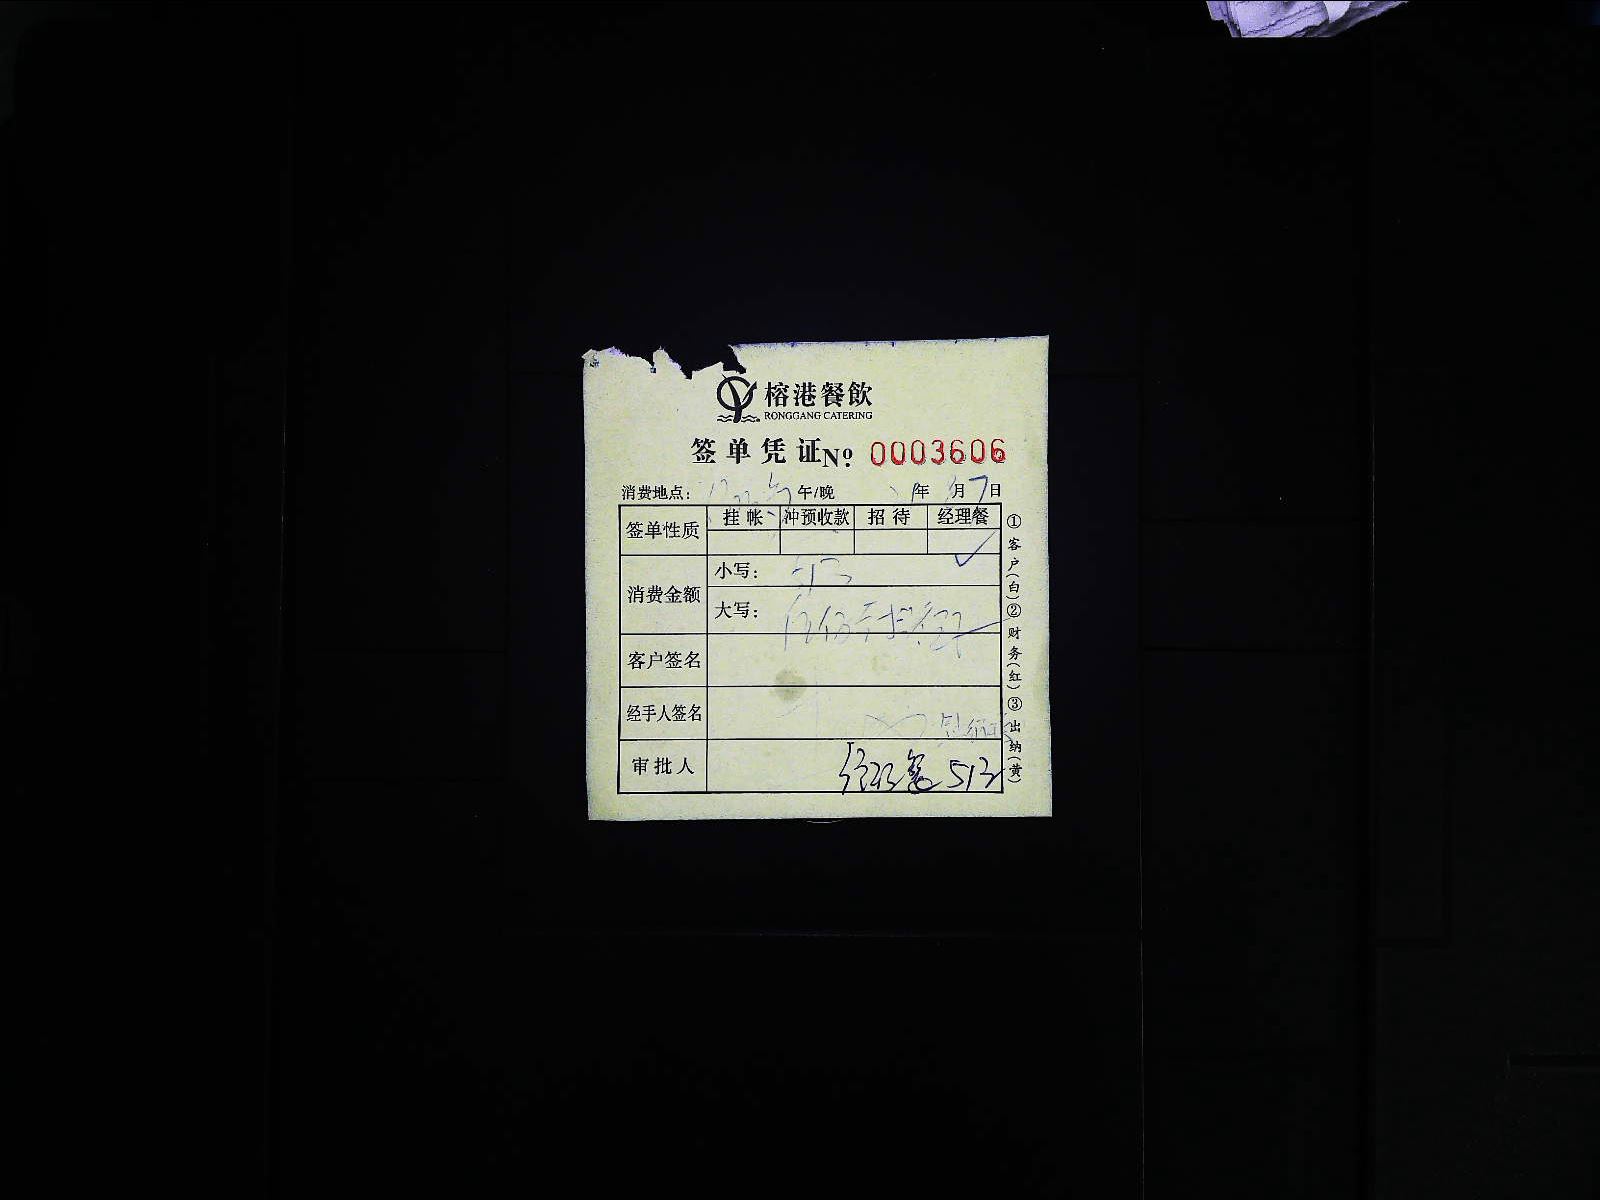 榕港餐飲
RONGGANG CATERING
签单凭证 № 0003606
消费地点： 午/晚 年 月 7 日
签单性质 挂帐 冲预收款 招待 经理餐
✓
消费金额 小写：
大写：
客户签名
经手人签名
审批人 513
①客户(白)②财务(红)③出纳(黄)